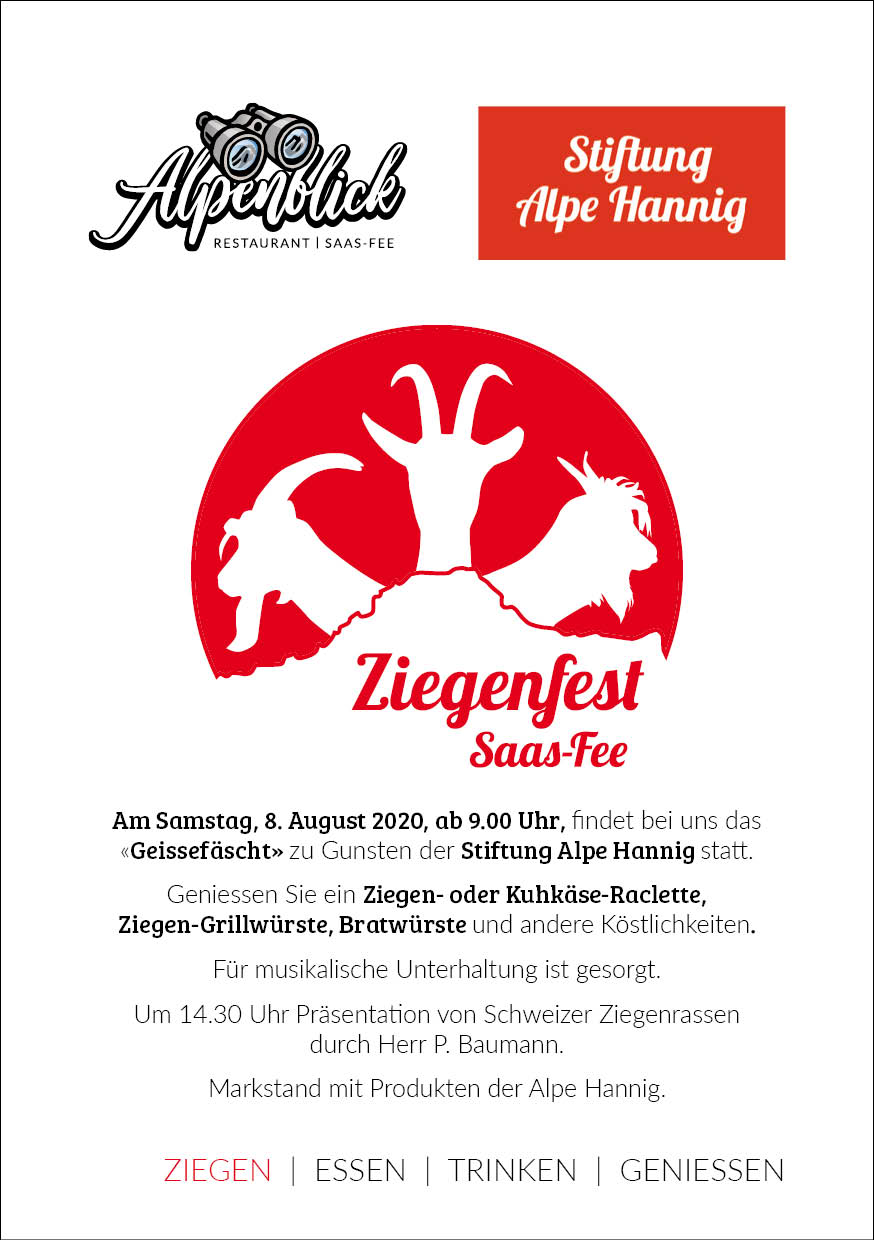 Alpenblick
RESTAURANT | SAAS-FEE
Stiftung
Alpe Hannig
Ziegenfest
Saas-Fee
Am Samstag, 8. August 2020, ab 9.00 Uhr, findet bei uns das
«Geissefäscht» zu Gunsten der Stiftung Alpe Hannig statt.
Geniessen Sie ein Ziegen- oder Kuhkäse-Raclette,
Ziegen-Grillwürste, Bratwürste und andere Köstlichkeiten.
Für musikalische Unterhaltung ist gesorgt.
Um 14.30 Uhr Präsentation von Schweizer Ziegenrassen
durch Herr P. Baumann.
Markstand mit Produkten der Alpe Hannig.
ZIEGEN | ESSEN | TRINKEN | GENIESSEN